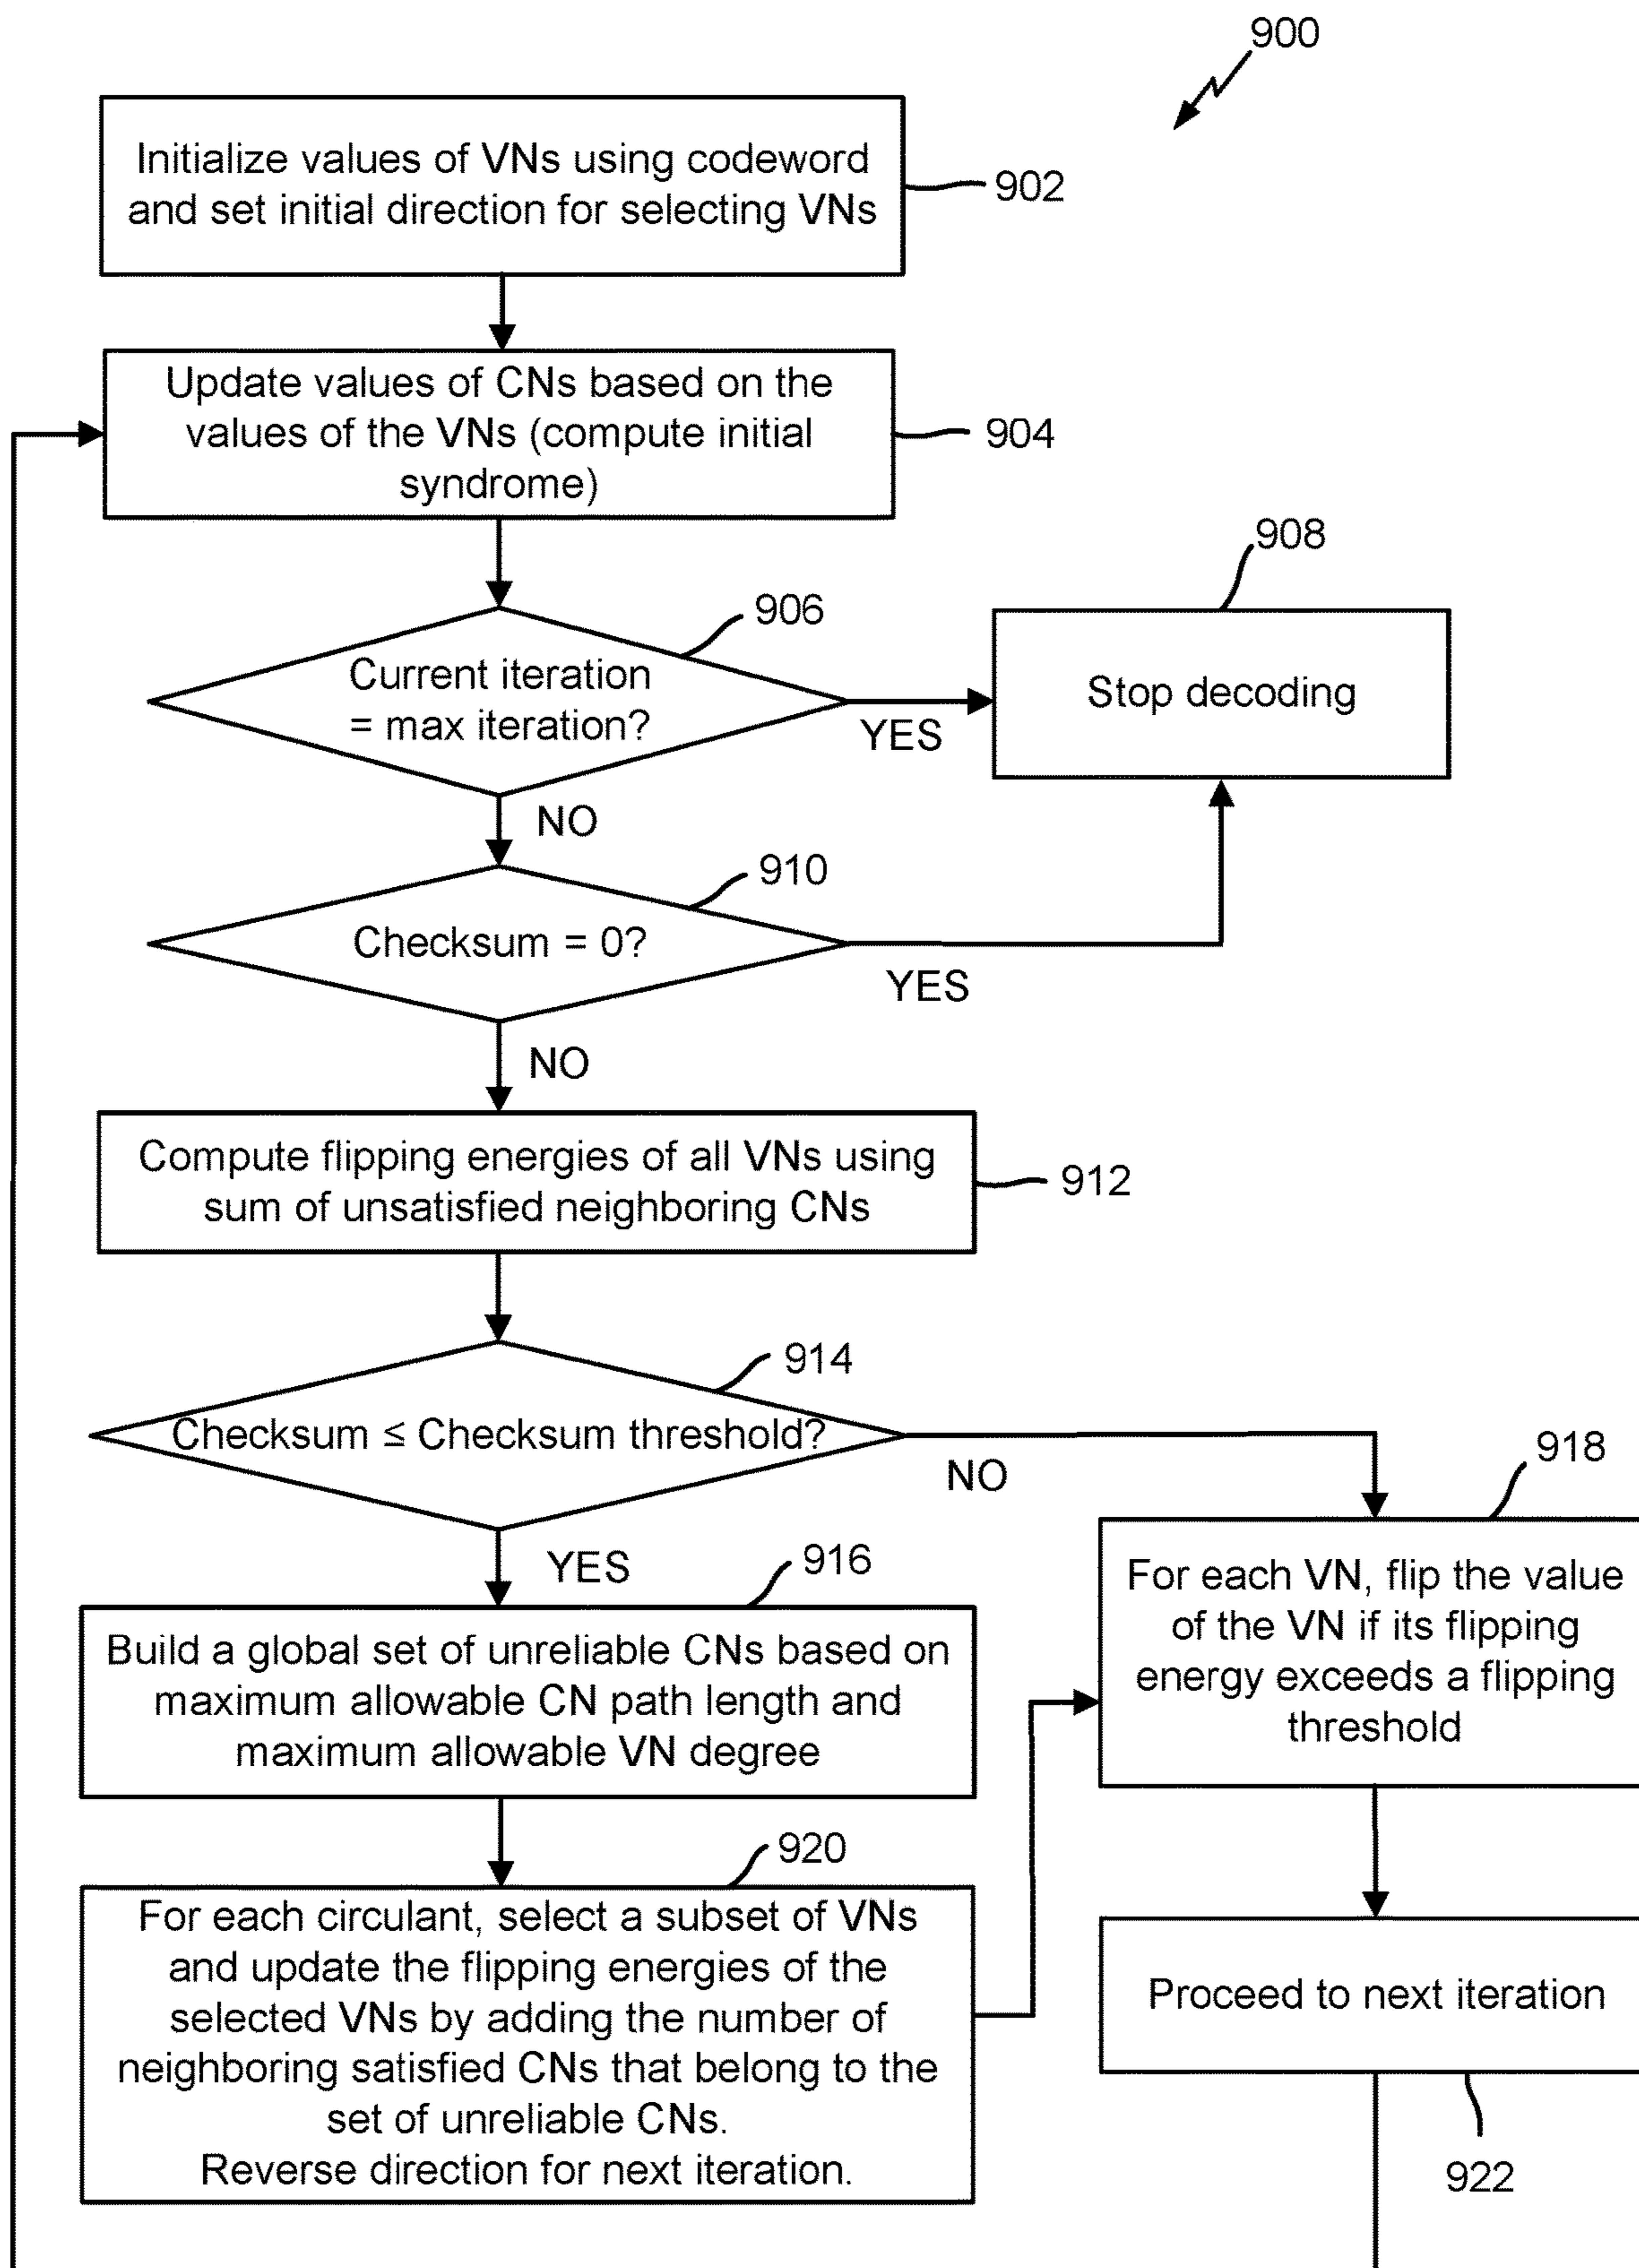 900
Initialize values of VNs using codeword
and set initial direction for selecting VNs
902
Update values of CNs based on the
values of the VNs (compute initial
syndrome)
904
906
908
Current iteration
= max iteration?
YES
Stop decoding
NO
910
Checksum = 0?
YES
NO
Compute flipping energies of all VNs using
sum of unsatisfied neighboring CNs
912
914
Checksum ≤ Checksum threshold?
NO
YES
916
918
Build a global set of unreliable CNs based on
maximum allowable CN path length and
maximum allowable VN degree
For each VN, flip the value
of the VN if its flipping
energy exceeds a flipping
threshold
920
For each circulant, select a subset of VNs
and update the flipping energies of the
selected VNs by adding the number of
neighboring satisfied CNs that belong to the
set of unreliable CNs.
Reverse direction for next iteration.
Proceed to next iteration
922